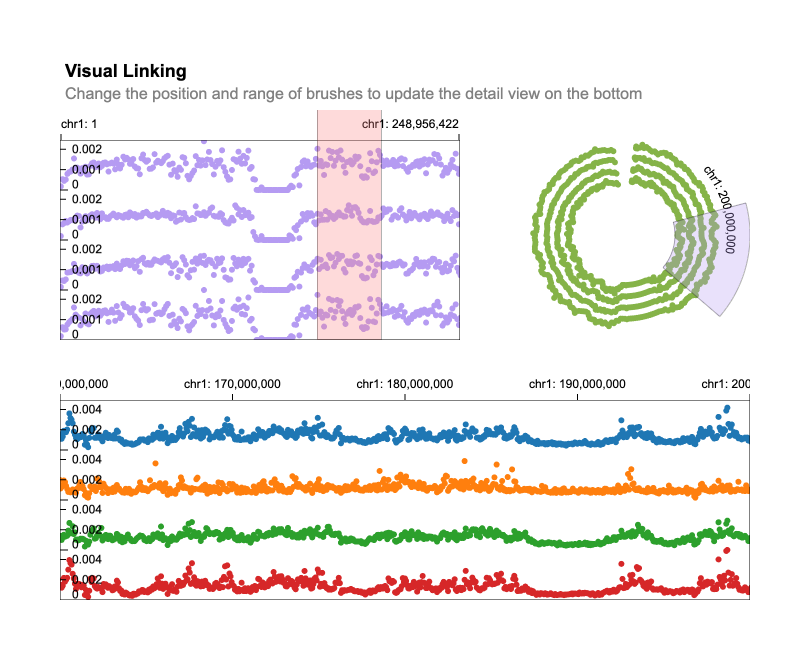 Visual Linking
Change the position and range of brushes to update the detail view on the bottom
chr1: 1
chr1: 248,956,422
0.002
0.001
0
0.002
0.001
0
0.002
0.001
0
0.002
0.001
0
chr1: 200,000,000
0,000,000
chr1: 170,000,000
chr1: 180,000,000
chr1: 190,000,000
chr1: 200
0.004
0.002
0
0.004
0.002
0
0.004
0.002
0
0.004
0.002
0